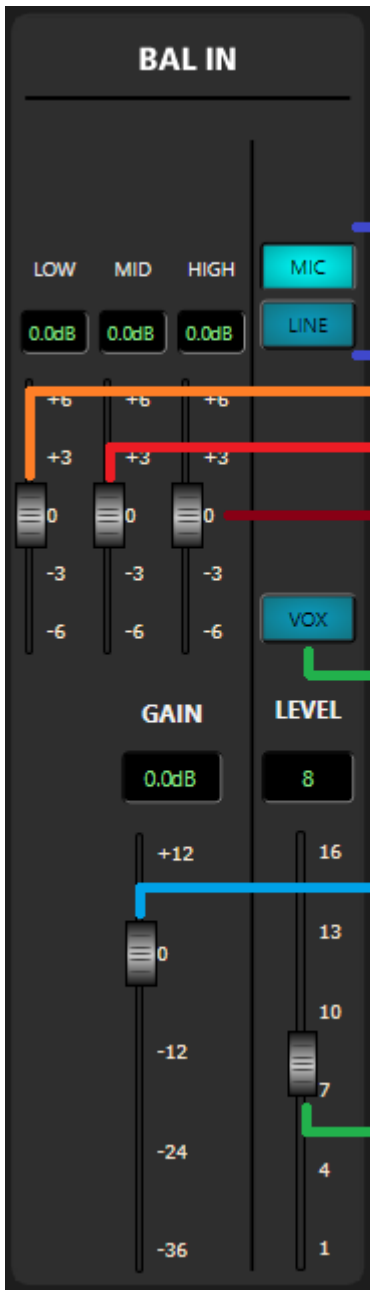 BAL IN
LOW MID HIGH MIC
0.0dB 0.0dB 0.0dB LINE
+6 +6 +6
+3 +3 +3
0 0 0
-3 -3 -3
-6 -6 -6 VOX
GAIN LEVEL
0.0dB 8
+12 16
13
0
10
-12
7
-24 4
-36 1